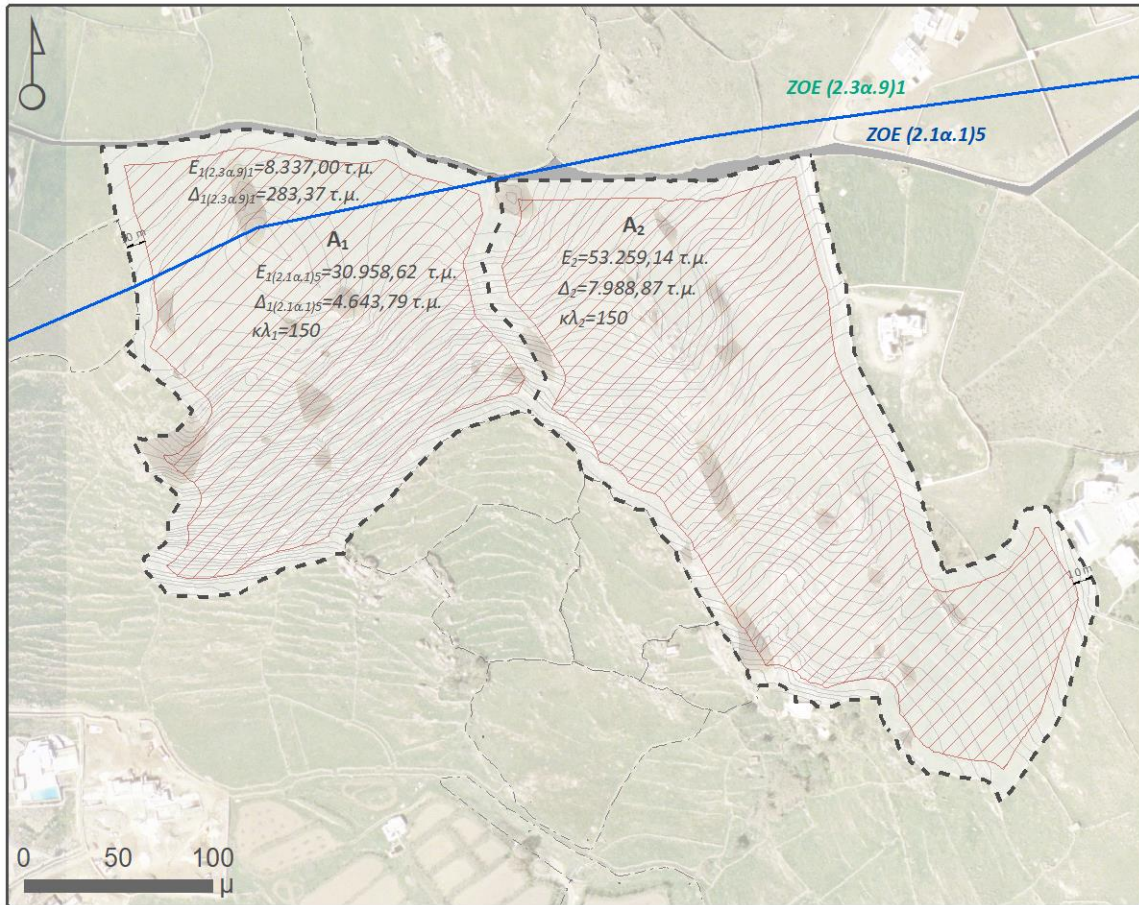 ZOE (2.3α.9)1
ZOE (2.1α.1)5
E1(2.3α.9)1=8.337,00 τ.μ.
Δ1(2.3α.9)1=283,37 τ.μ.
10 m
A1
E1(2.1α.1)5=30.958,62 τ.μ.
Δ1(2.1α.1)5=4.643,79 τ.μ.
κλ1=150
A2
E2=53.259,14 τ.μ.
Δ2=7.988,87 τ.μ.
κλ2=150
10 m
0 50 100
μ